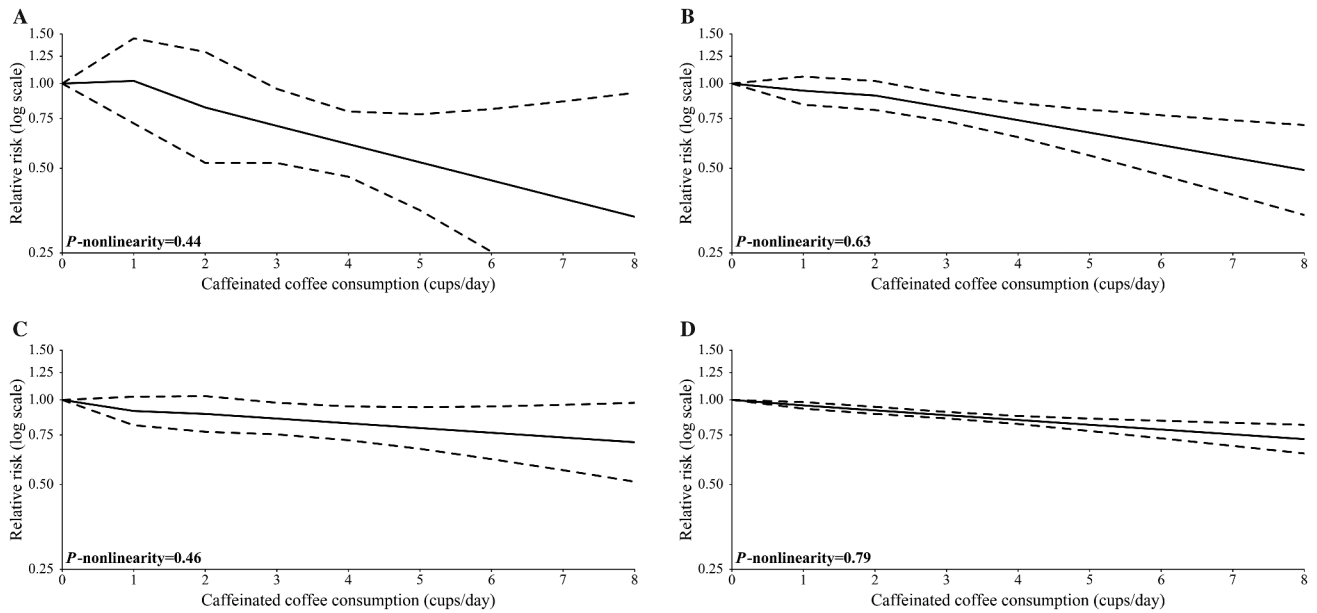 A
Relative risk (log scale)
1.50
1.25
1.00
0.75
0.50
0.25
P-nonlinearity=0.44
0 1 2 3 4 5 6 7 8
Caffeinated coffee consumption (cups/day)
B
Relative risk (log scale)
1.50
1.25
1.00
0.75
0.50
0.25
P-nonlinearity=0.63
0 1 2 3 4 5 6 7 8
Caffeinated coffee consumption (cups/day)
C
Relative risk (log scale)
1.50
1.25
1.00
0.75
0.50
0.25
P-nonlinearity=0.46
0 1 2 3 4 5 6 7 8
Caffeinated coffee consumption (cups/day)
D
Relative risk (log scale)
1.50
1.25
1.00
0.75
0.50
0.25
P-nonlinearity=0.79
0 1 2 3 4 5 6 7 8
Caffeinated coffee consumption (cups/day)